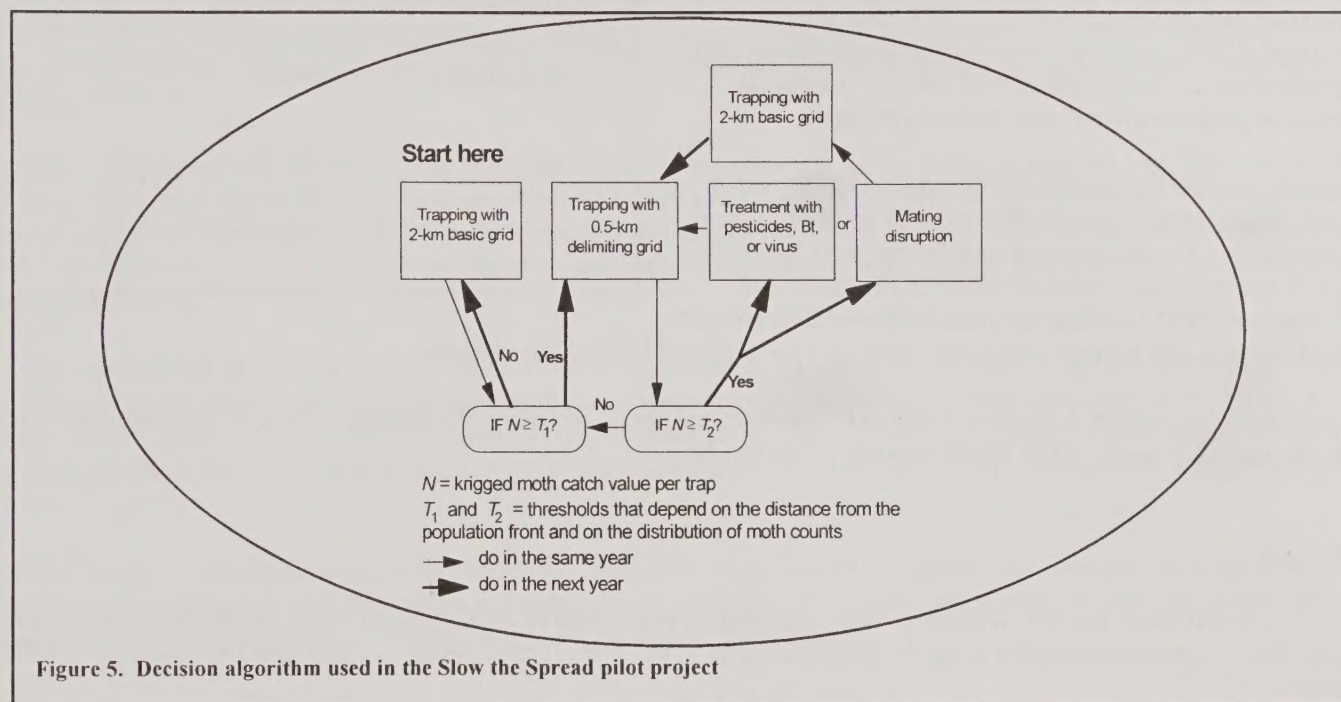 Trapping with
2-km basic grid
Start here
Trapping with
2-km basic grid
Trapping with
0.5-km
delimiting grid
Treatment with
pesticides, Bt,
or virus
or
Mating
disruption
No
Yes
No
Yes
IF N ≥ T₁?
IF N ≥ T₂?
N = krigged moth catch value per trap
T₁ and T₂ = thresholds that depend on the distance from the
population front and on the distribution of moth counts
do in the same year
do in the next year
Figure 5. Decision algorithm used in the Slow the Spread pilot project